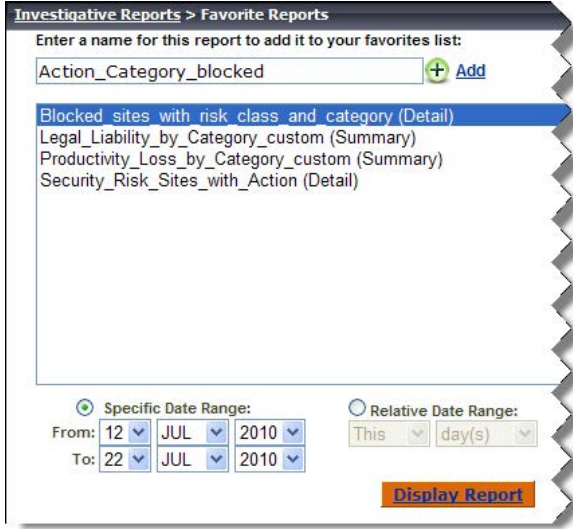 Investigative Reports > Favorite Reports
Enter a name for this report to add it to your favorites list:
Action_Category_blocked Add
Blocked_sites_with_risk_class_and_category (Detail)
Legal_Liability_by_Category_custom (Summary)
Productivity_Loss_by_Category_custom (Summary)
Security_Risk_Sites_with_Action (Detail)
Specific Date Range: Relative Date Range:
From: 12 JUL 2010 This day(s)
To: 22 JUL 2010
Display Report